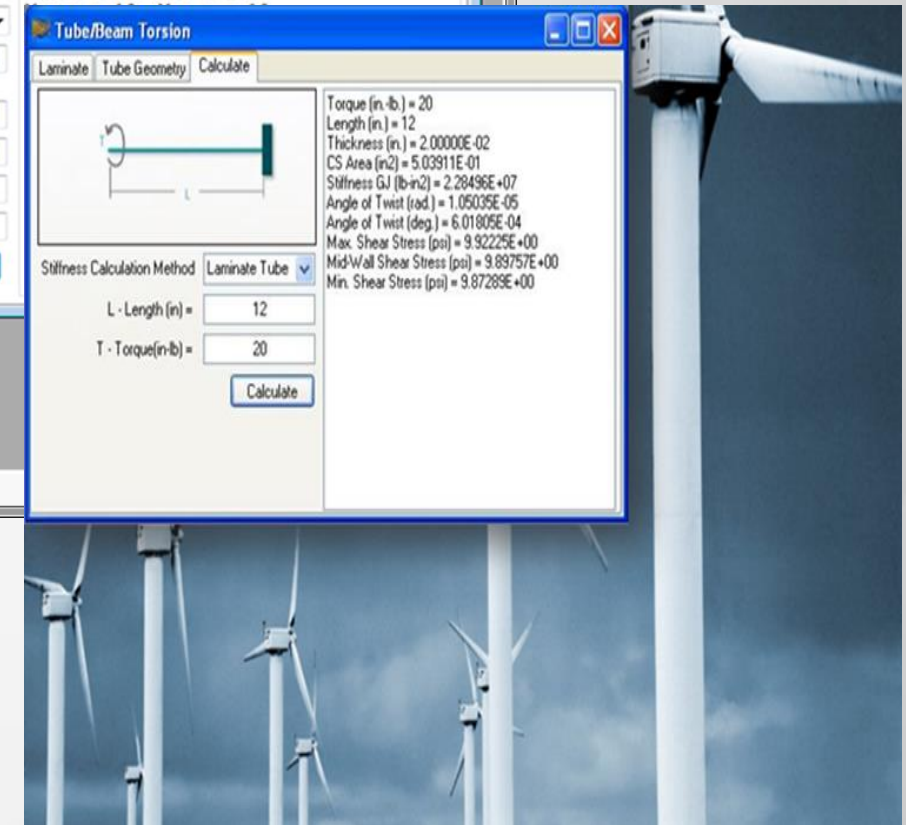 Tube/Beam Torsion
Laminate Tube Geometry Calculate
T
L
Stiffness Calculation Method Laminate Tube
L - Length (in) = 12
T - Torque(in-lb) = 20
Calculate
Torque (in.-lb.) = 20
Length (in.) = 12
Thickness (in.) = 2.00000E-02
CS Area (in2) = 5.03911E-01
Stiffness GJ (lb-in2) = 2.28496E+07
Angle of Twist (rad.) = 1.05035E-05
Angle of Twist (deg.) = 6.01805E-04
Max. Shear Stress (psi) = 9.92225E+00
Mid-Wall Shear Stress (psi) = 9.89757E+00
Min. Shear Stress (psi) = 9.87289E+00